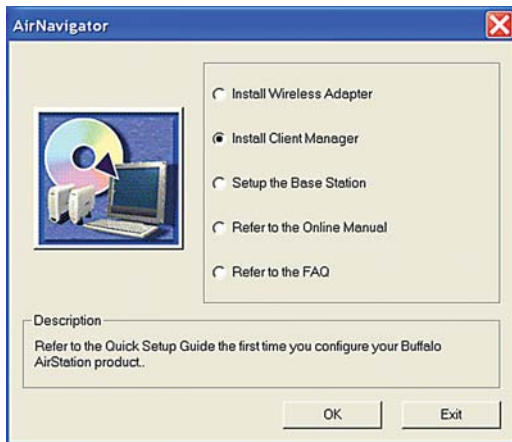 AirNavigator
Install Wireless Adapter
Install Client Manager
Setup the Base Station
Refer to the Online Manual
Refer to the FAQ
Description
Refer to the Quick Setup Guide the first time you configure your Buffalo
AirStation product..
OK
Exit